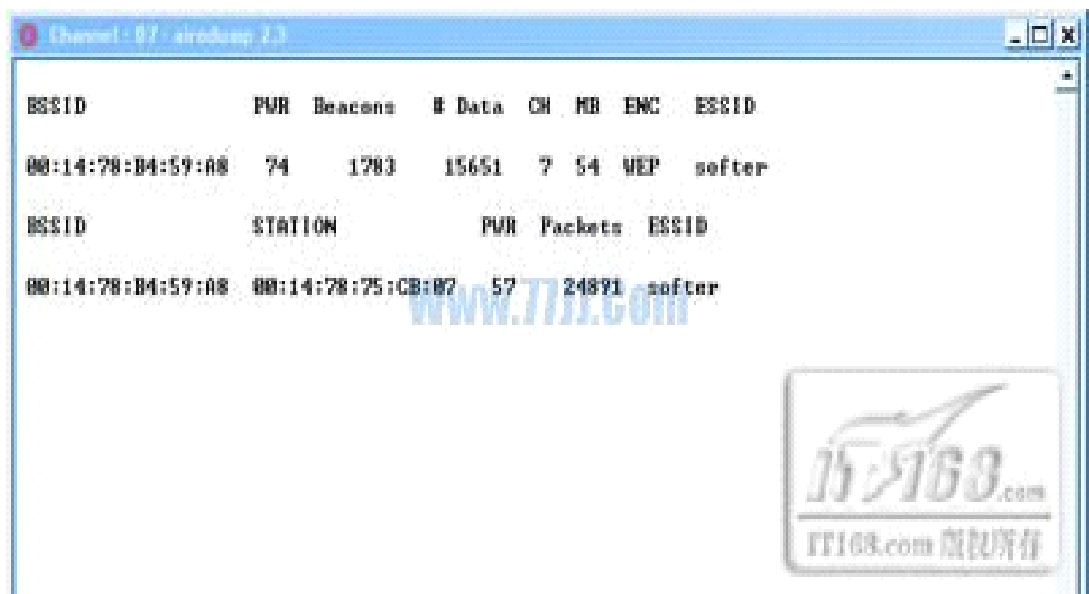 Channel : 07 - airodump 2.3
BSSID PWR Beacons # Data CH MB ENC ESSID
00:14:78:B4:59:A8 74 1783 15651 7 54 WEP softer
BSSID STATION PWR Packets ESSID
00:14:78:B4:59:A8 00:14:78:75:CB:07 57 24891 softer
www.77jj.com
IT168.com
IT168.com 版权所有